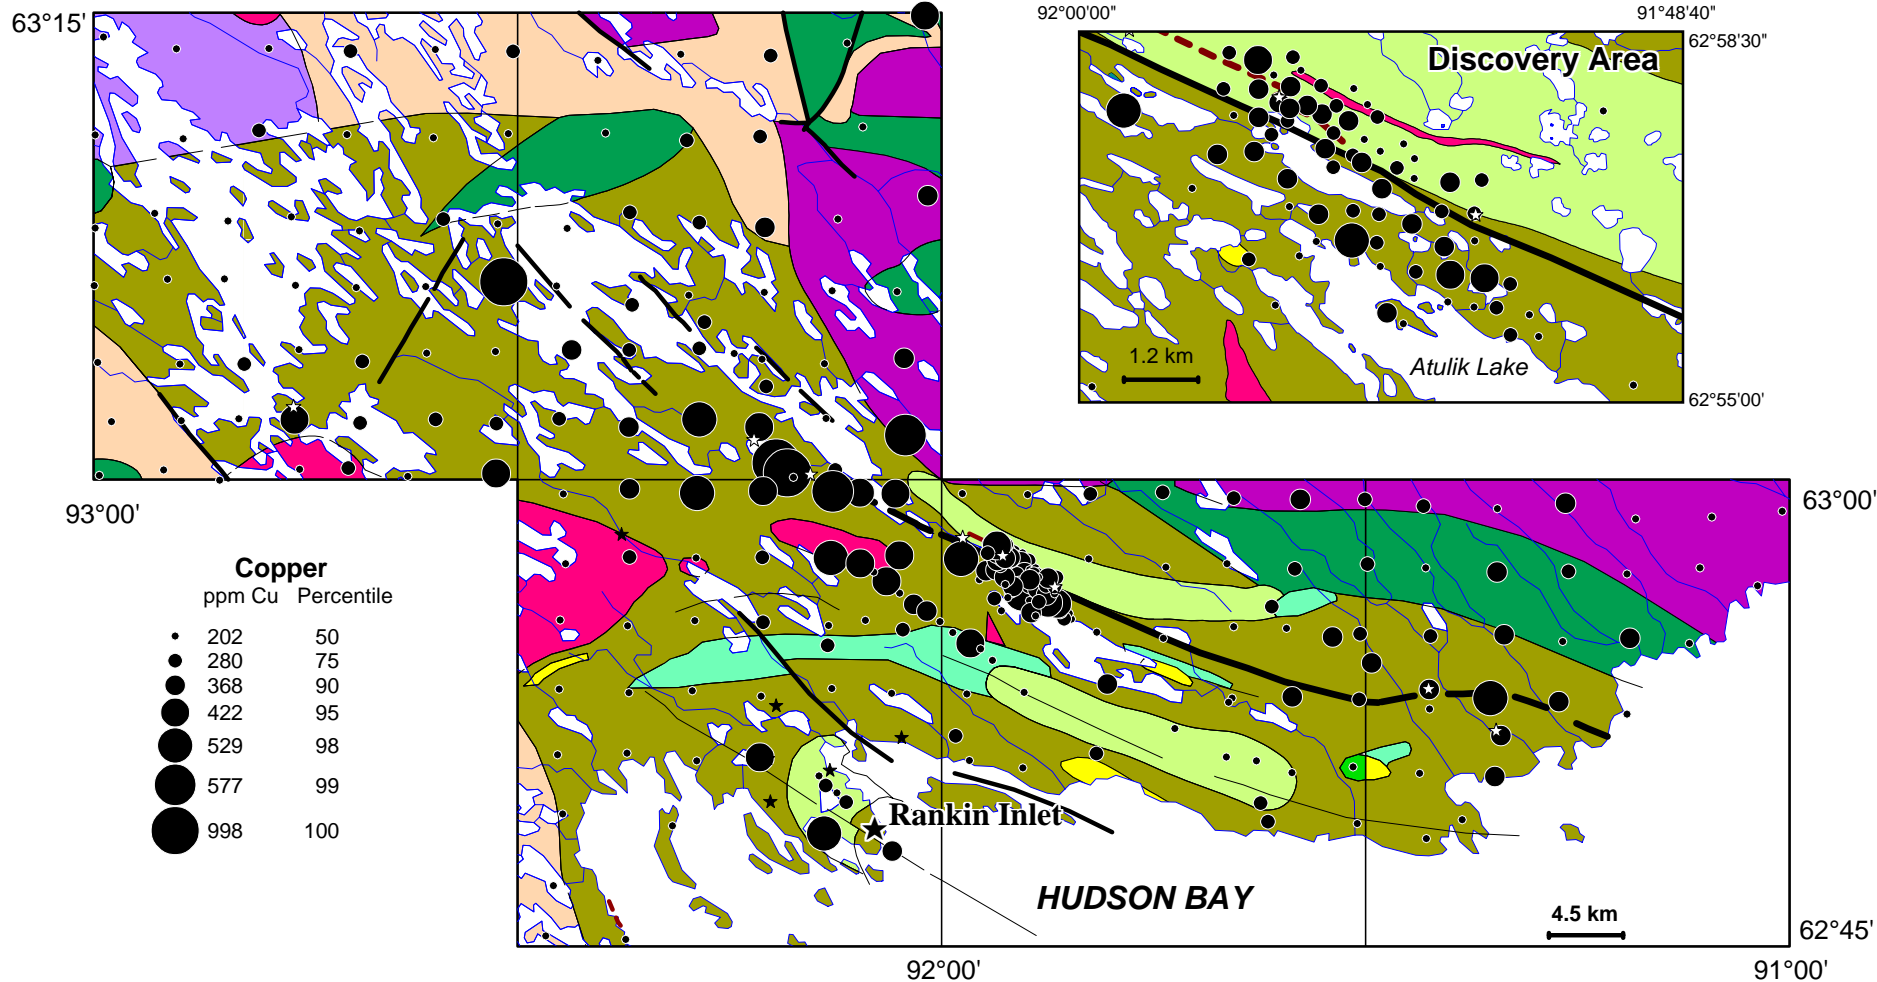 63°15'
92°00'00"
91°48'40"
62°58'30"
Discovery Area
1.2 km
Atulik Lake
62°55'00'
93°00'
63°00'
Copper
ppm Cu Percentile
202 50
280 75
368 90
422 95
529 98
577 99
998 100
Rankin Inlet
HUDSON BAY
4.5 km
62°45'
92°00'
91°00'